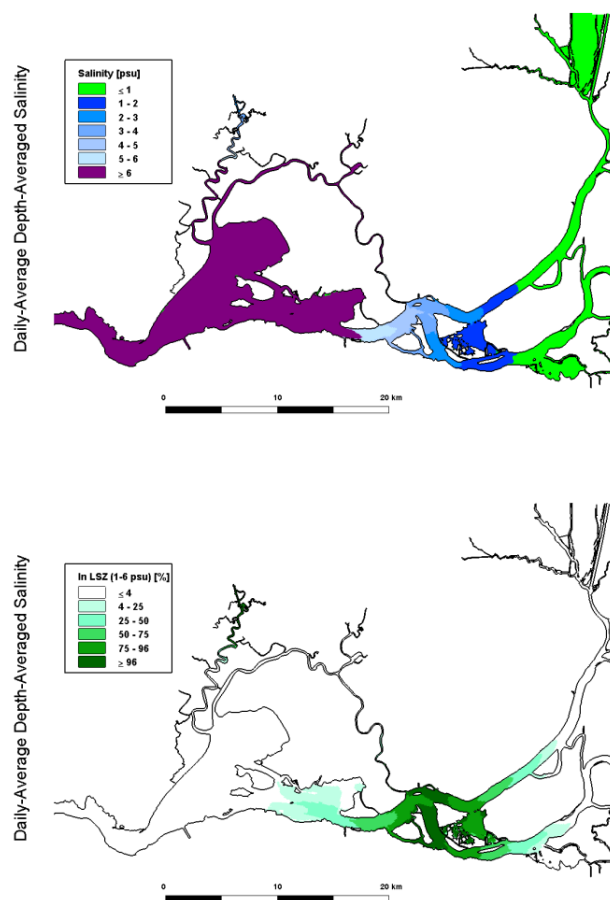 Daily-Average Depth-Averaged Salinity
Salinity [psu]
≤ 1
1 - 2
2 - 3
3 - 4
4 - 5
5 - 6
≥ 6
0 10 20 km
Daily-Average Depth-Averaged Salinity
In LSZ (1-6 psu) [%]
≤ 4
4 - 25
25 - 50
50 - 75
75 - 96
≥ 96
0 10 20 km